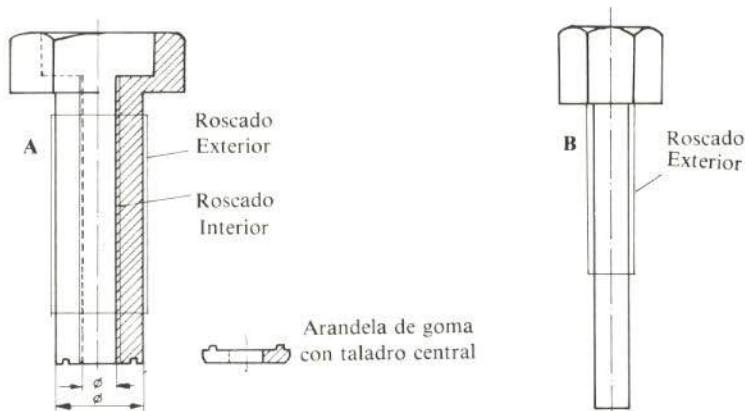 A
Roscado
Exterior
Roscado
Interior
Arandela de goma
con taladro central
ø
ø
B
Roscado
Exterior